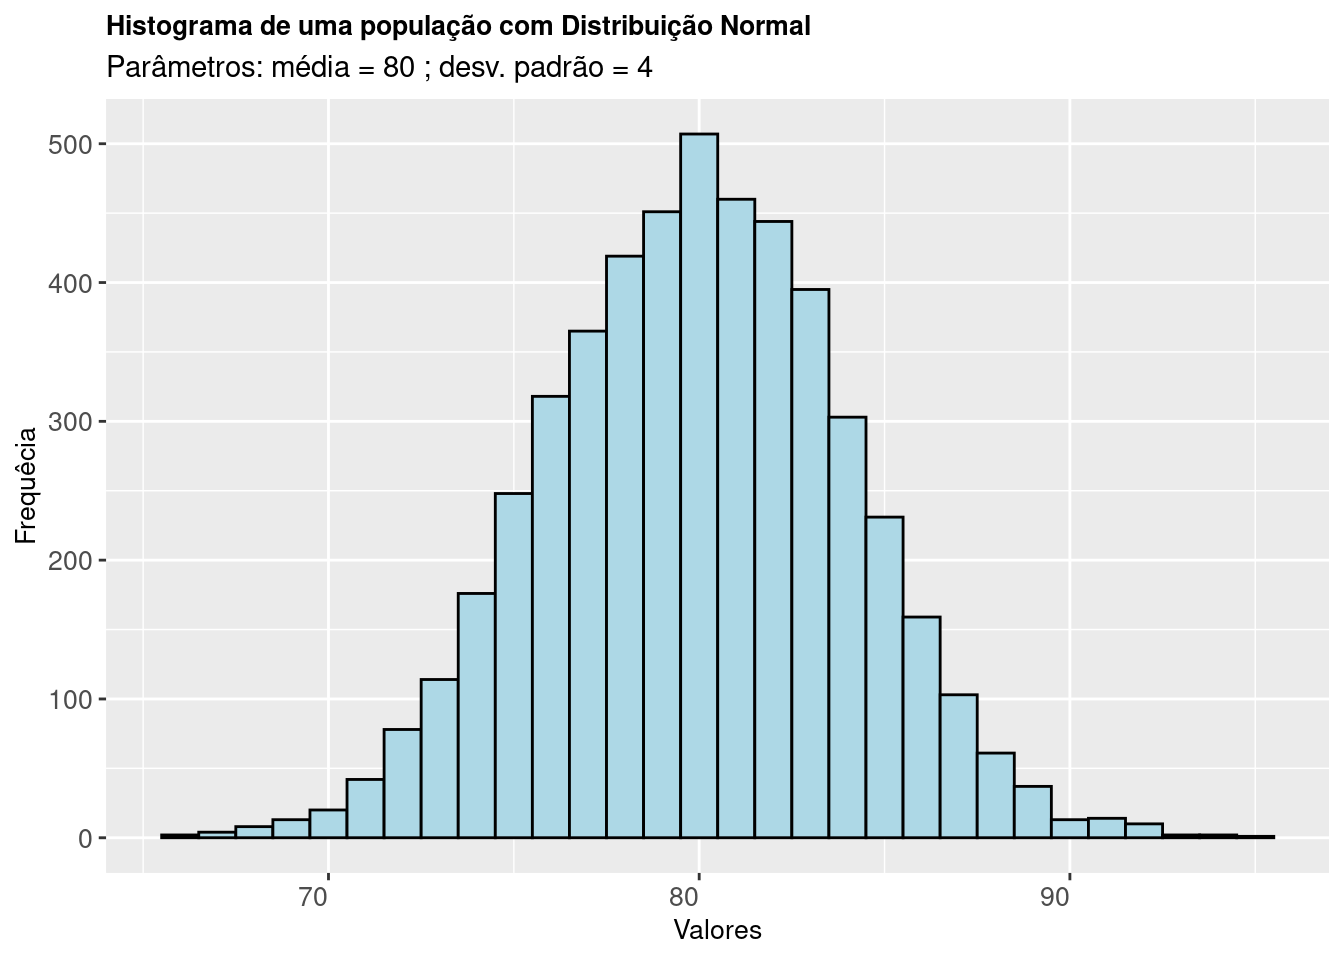 Histograma de uma população com Distribuição Normal
Parâmetros: média = 80 ; desv. padrão = 4
500
400
300
200
100
0
Frequêcia
70 80 90
Valores